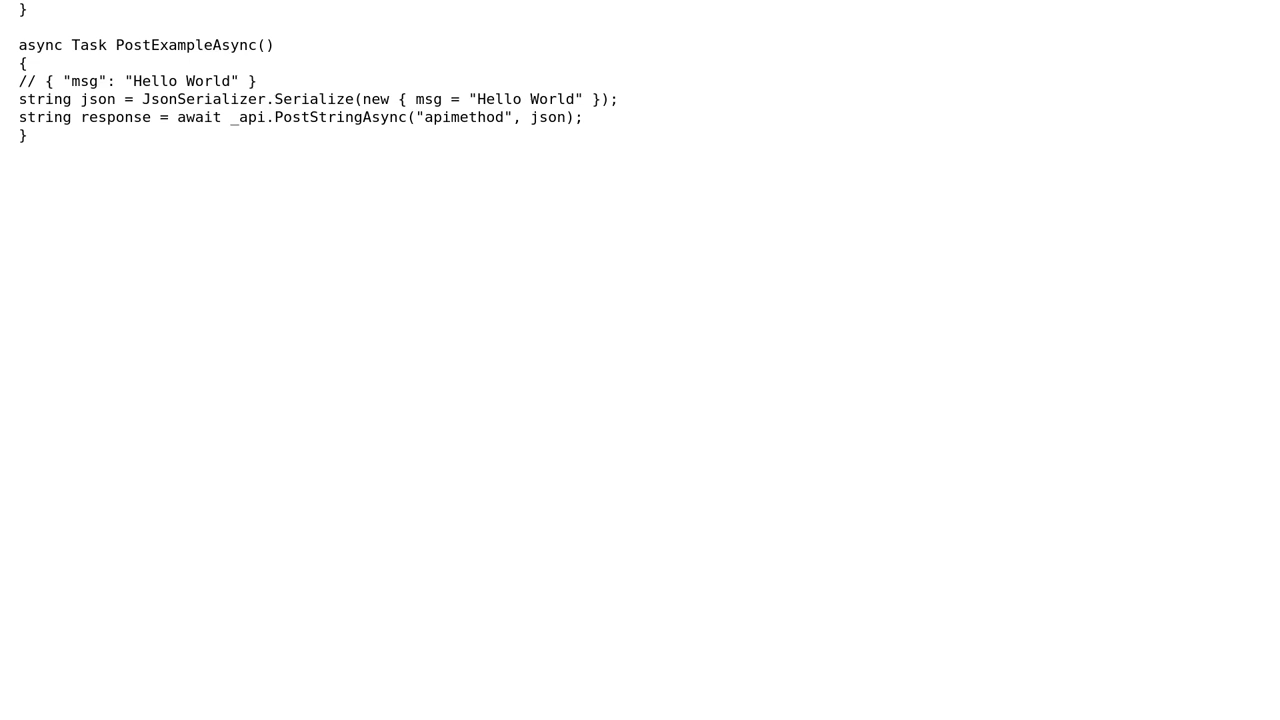 }

async Task PostExampleAsync()
{
// { "msg": "Hello World" }
string json = JsonSerializer.Serialize(new { msg = "Hello World" });
string response = await _api.PostStringAsync("apimethod", json);
}